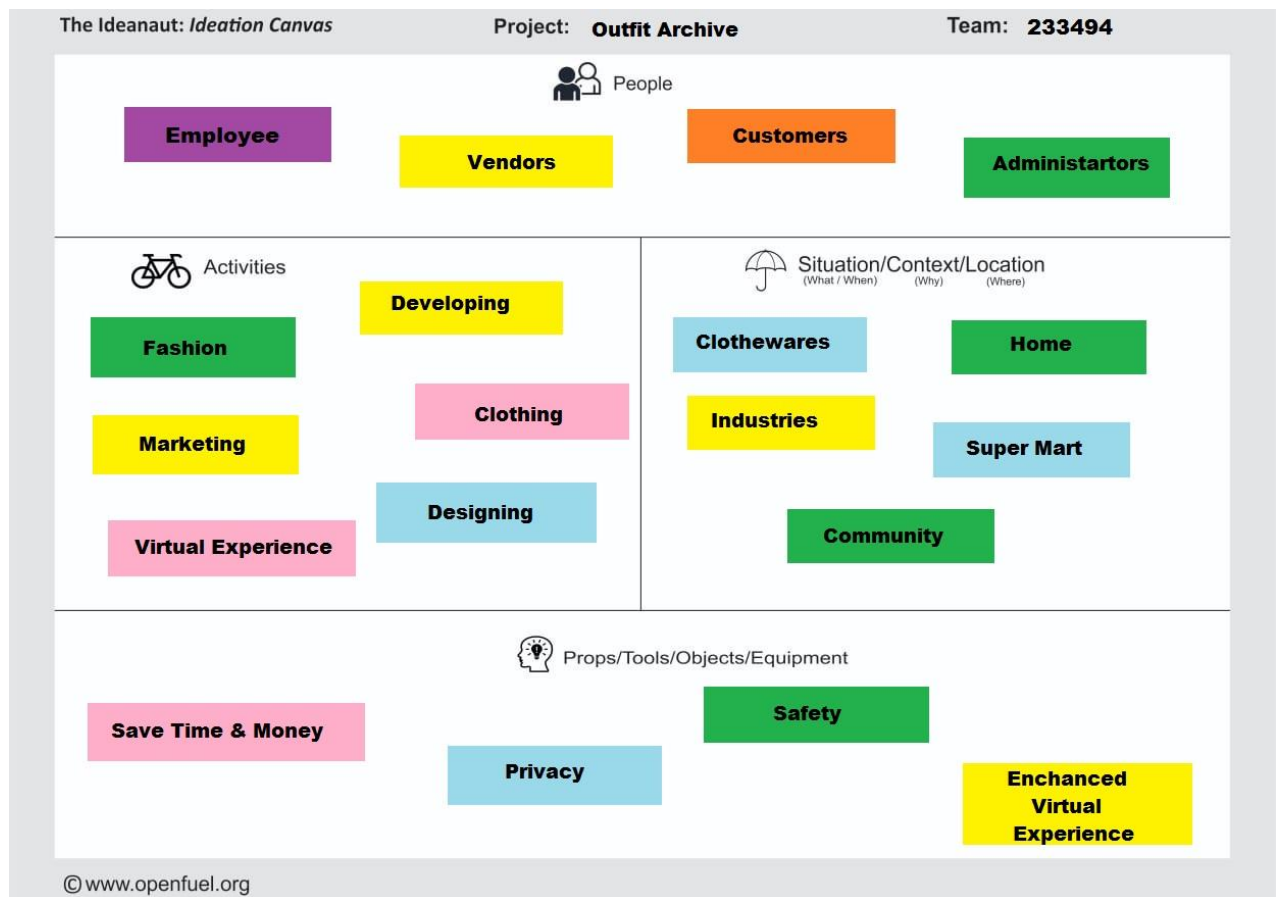 The Ideanaut: Ideation Canvas Project: Outfit Archive Team: 233494
People
Employee
Vendors
Customers
Administartors
Activities
Developing
Fashion
Clothing
Marketing
Designing
Virtual Experience
Situation/Context/Location
(What / When) (Why) (Where)
Clothewares
Home
Industries
Super Mart
Community
Props/Tools/Objects/Equipment
Save Time & Money
Privacy
Safety
Enchanced
Virtual
Experience
©www.openfuel.org